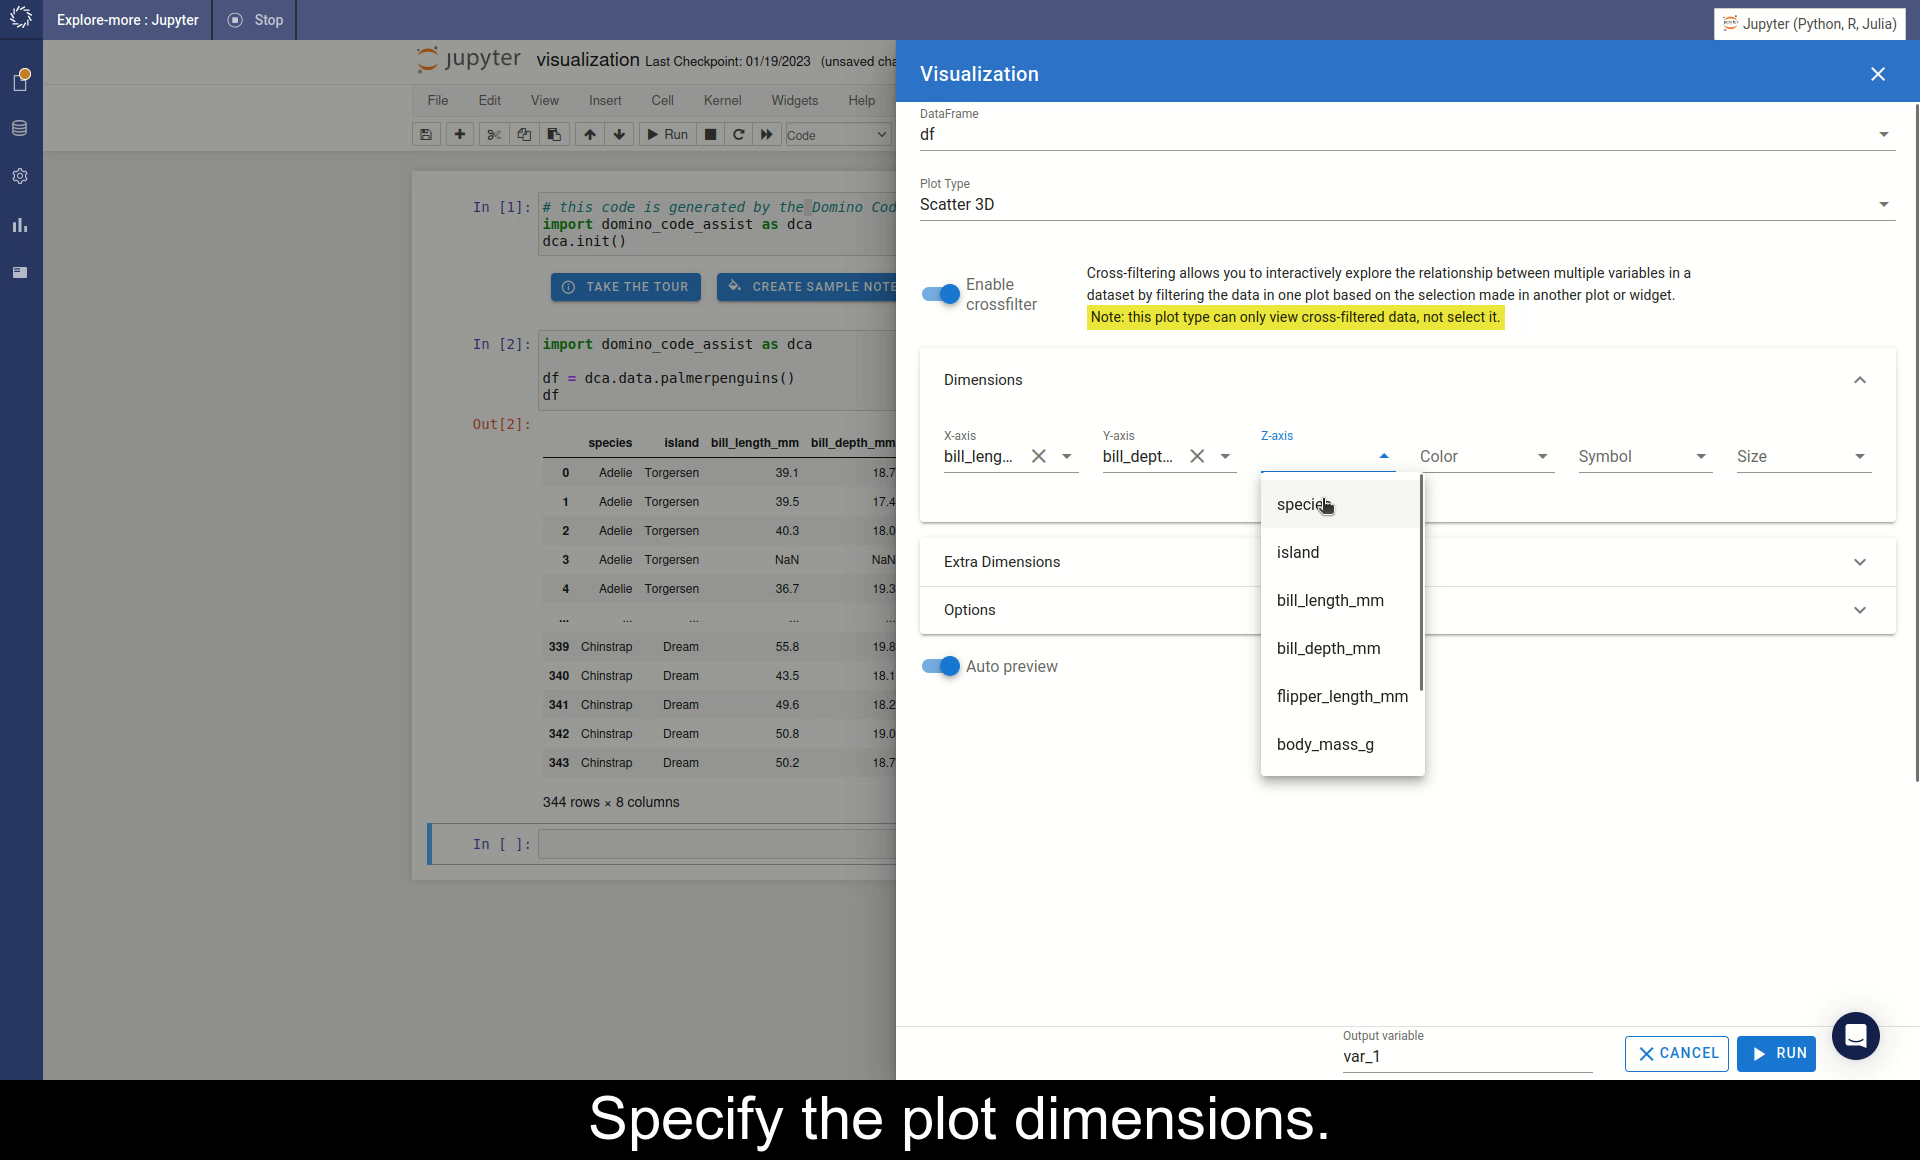 Explore-more : Jupyter
Stop
Jupyter (Python, R, Julia)
jupyter visualization Last Checkpoint: 01/19/2023 (unsaved cha
File Edit View Insert Cell Kernel Widgets Help
Run Code
In [1]: # this code is generated by the Domino Cod
import domino_code_assist as dca
dca.init()
TAKE THE TOUR CREATE SAMPLE NOTE
In [2]: import domino_code_assist as dca
df = dca.data.palmerpenguins()
df
Out[2]:
species island bill_length_mm bill_depth_mm
0 Adelie Torgersen 39.1 18.7
1 Adelie Torgersen 39.5 17.4
2 Adelie Torgersen 40.3 18.0
3 Adelie Torgersen NaN NaN
4 Adelie Torgersen 36.7 19.3
... ... ... ... ...
339 Chinstrap Dream 55.8 19.8
340 Chinstrap Dream 43.5 18.1
341 Chinstrap Dream 49.6 18.2
342 Chinstrap Dream 50.8 19.0
343 Chinstrap Dream 50.2 18.7
344 rows × 8 columns
In [ ]:
Visualization
DataFrame
df
Plot Type
Scatter 3D
Enable
crossfilter
Cross-filtering allows you to interactively explore the relationship between multiple variables in a
dataset by filtering the data in one plot based on the selection made in another plot or widget.
Note: this plot type can only view cross-filtered data, not select it.
Dimensions
X-axis Y-axis Z-axis
bill_leng... bill_dept... Color Symbol Size
species
island
bill_length_mm
bill_depth_mm
flipper_length_mm
body_mass_g
Extra Dimensions
Options
Auto preview
Output variable
var_1
CANCEL RUN
Specify the plot dimensions.